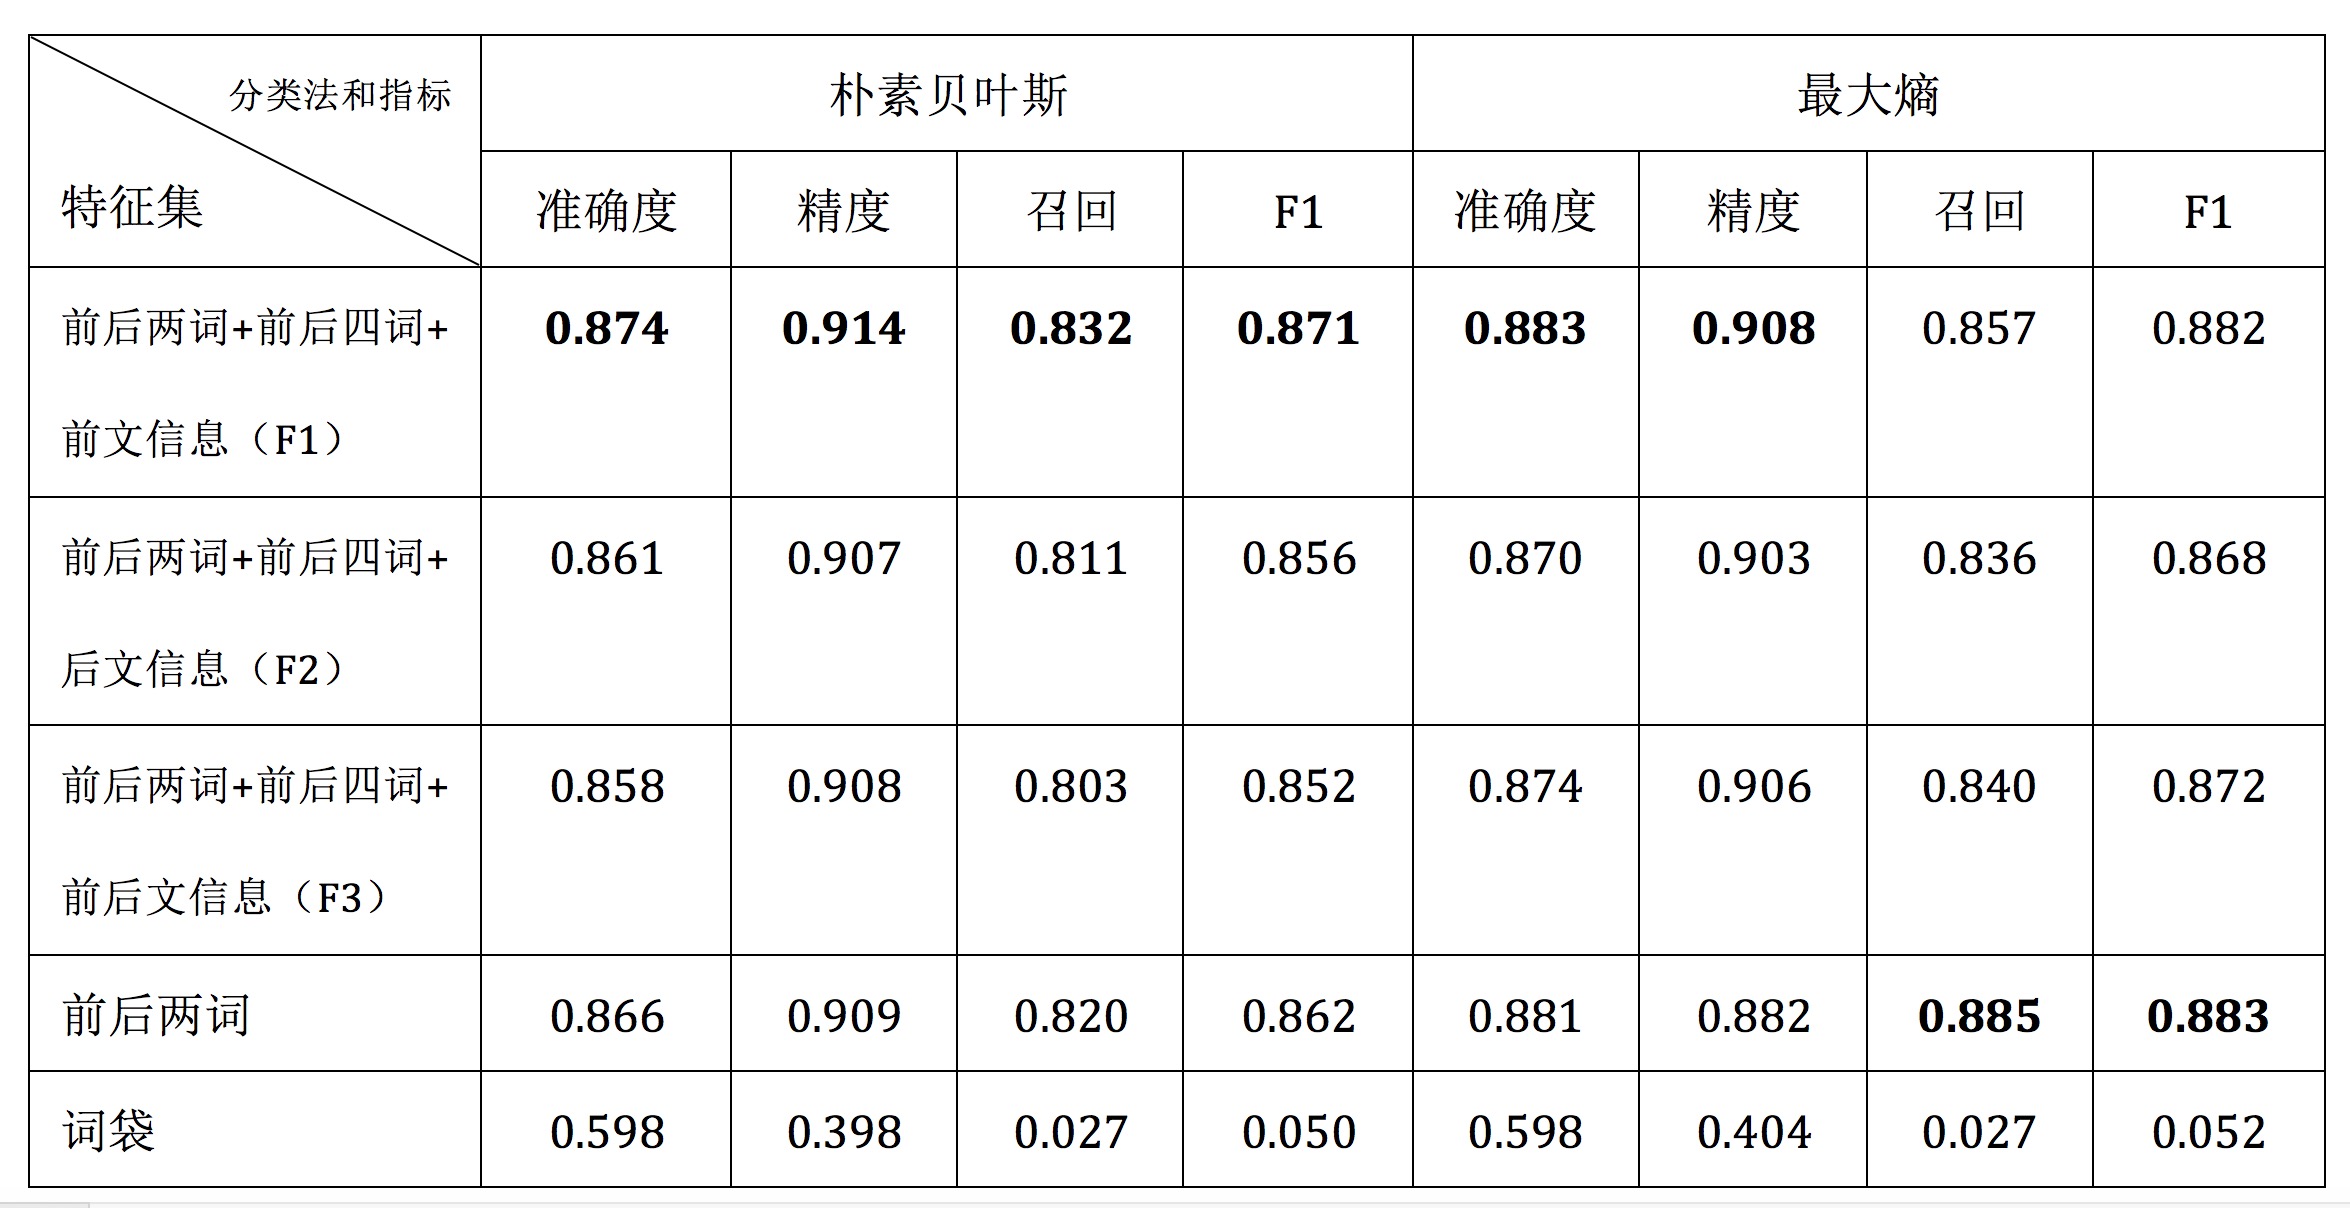 分类法和指标
朴素贝叶斯 最大熵
特征集 准确度 精度 召回 F1 准确度 精度 召回 F1
前后两词+前后四词+ 0.874 0.914 0.832 0.871 0.883 0.908 0.857 0.882
前文信息（F1）
前后两词+前后四词+ 0.861 0.907 0.811 0.856 0.870 0.903 0.836 0.868
后文信息（F2）
前后两词+前后四词+ 0.858 0.908 0.803 0.852 0.874 0.906 0.840 0.872
前后文信息（F3）
前后两词 0.866 0.909 0.820 0.862 0.881 0.882 0.885 0.883
词袋 0.598 0.398 0.027 0.050 0.598 0.404 0.027 0.052